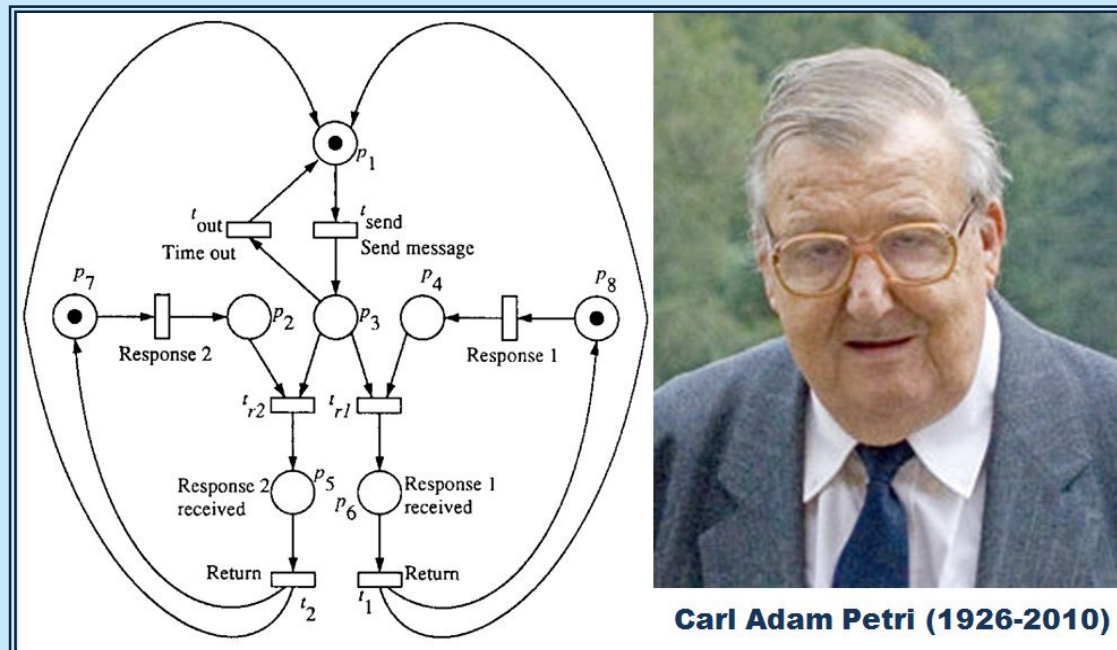 p1
tout
Time out
tsend
Send message
p7
p2
p3
p4
p8
Response 2
Response 1
tr2
tr1
Response 2
received
p5
p6
Response 1
received
Return
t2
t1
Return
Carl Adam Petri (1926-2010)